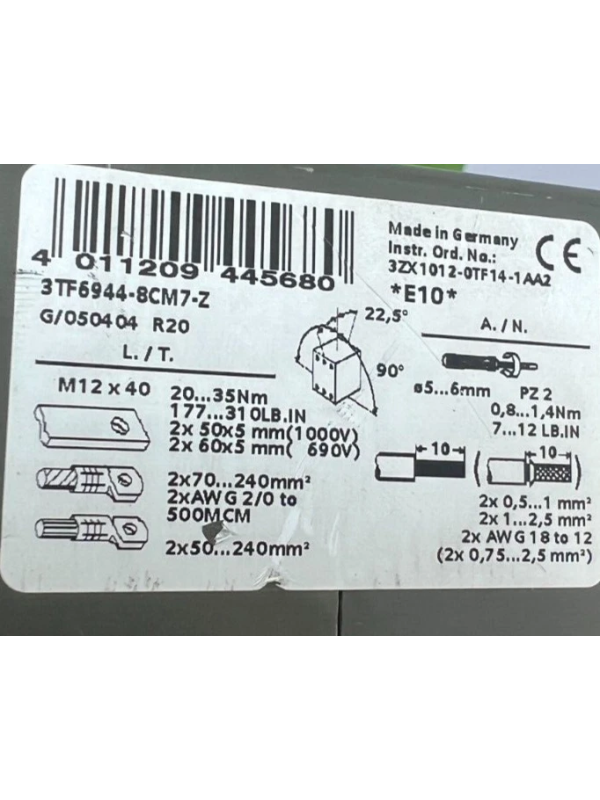 4 011209 445680
3TF6944-8CM7-Z
G/050404 R20
Made in Germany
Instr. Ord. No.:
3ZX1012-0TF14-1AA2
*E10*
CE
L./T.
M12 x 40
20...35Nm
177...310LB.IN
2x 50x5 mm(1000V)
2x 60x5 mm( 690V)
2x70...240mm²
2xAWG 2/0 to
500MCM
2x50...240mm²
22,5°
90°
A./N.
ø5...6mm
PZ 2
0,8...1,4Nm
7...12 LB.IN
10
( 10 )
2x 0,5...1 mm²
2x 1...2,5 mm²
2x AWG 18 to 12
(2x 0,75...2,5 mm²)